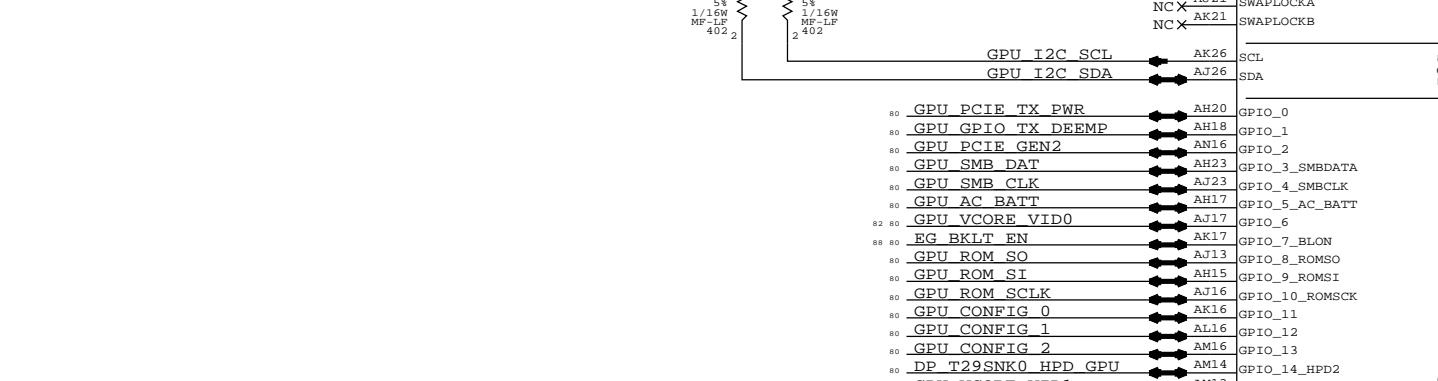 5% 5%
1/16W 1/16W
MF-LF MF-LF
402 402
2 2
NC SWAPLOCKA
NC AK21 SWAPLOCKB
GPU_I2C_SCL AK26 SCL
GPU_I2C_SDA AJ26 SDA
80 GPU_PCIE_TX_PWR AH20 GPIO_0
80 GPU_GPIO_TX_DEEMP AH18 GPIO_1
80 GPU_PCIE_GEN2 AN16 GPIO_2
80 GPU_SMB_DAT AH23 GPIO_3_SMBDATA
80 GPU_SMB_CLK AJ23 GPIO_4_SMBCLK
80 GPU_AC_BATT AH17 GPIO_5_AC_BATT
82 80 GPU_VCORE_VID0 AJ17 GPIO_6
88 80 EG_BKLT_EN AK17 GPIO_7_BLON
80 GPU_ROM_SO AJ13 GPIO_8_ROMSO
80 GPU_ROM_SI AH15 GPIO_9_ROMSI
80 GPU_ROM_SCLK AJ16 GPIO_10_ROMSCK
80 GPU_CONFIG_0 AK16 GPIO_11
80 GPU_CONFIG_1 AL16 GPIO_12
80 GPU_CONFIG_2 AM16 GPIO_13
80 DP_T29SNK0_HPD_GPU AM14 GPIO_14_HPD2